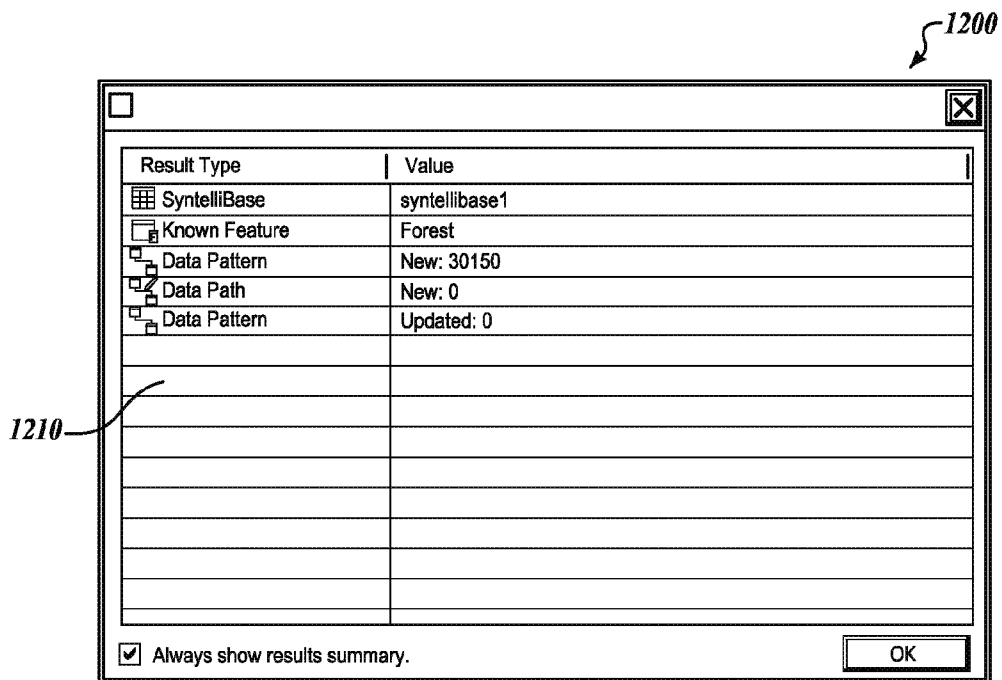 1200
Result Type Value
SyntelliBase syntellibase1
Known Feature Forest
Data Pattern New: 30150
Data Path New: 0
Data Pattern Updated: 0
1210
Always show results summary. OK